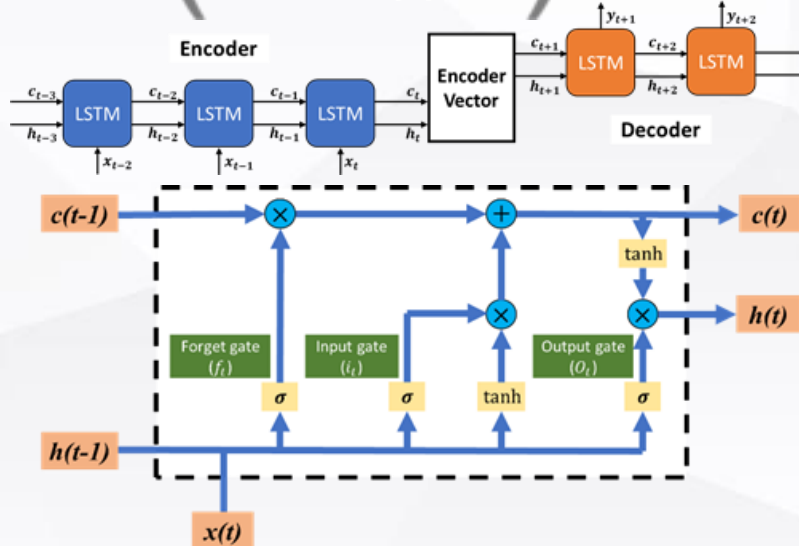 y_{t+1}
y_{t+2}
Encoder
c_{t+1}
c_{t+2}
LSTM
LSTM
Encoder
Vector
h_{t+1}
h_{t+2}
c_{t-3}
c_{t-2}
c_{t-1}
c_t
LSTM
LSTM
LSTM
h_{t-3}
h_{t-2}
h_{t-1}
h_t
Decoder
x_{t-2}
x_{t-1}
x_t
c(t-1)
×
+
c(t)
tanh
×
×
h(t)
Forget gate
(f_t)
Input gate
(i_t)
Output gate
(O_t)
σ
σ
tanh
σ
h(t-1)
x(t)